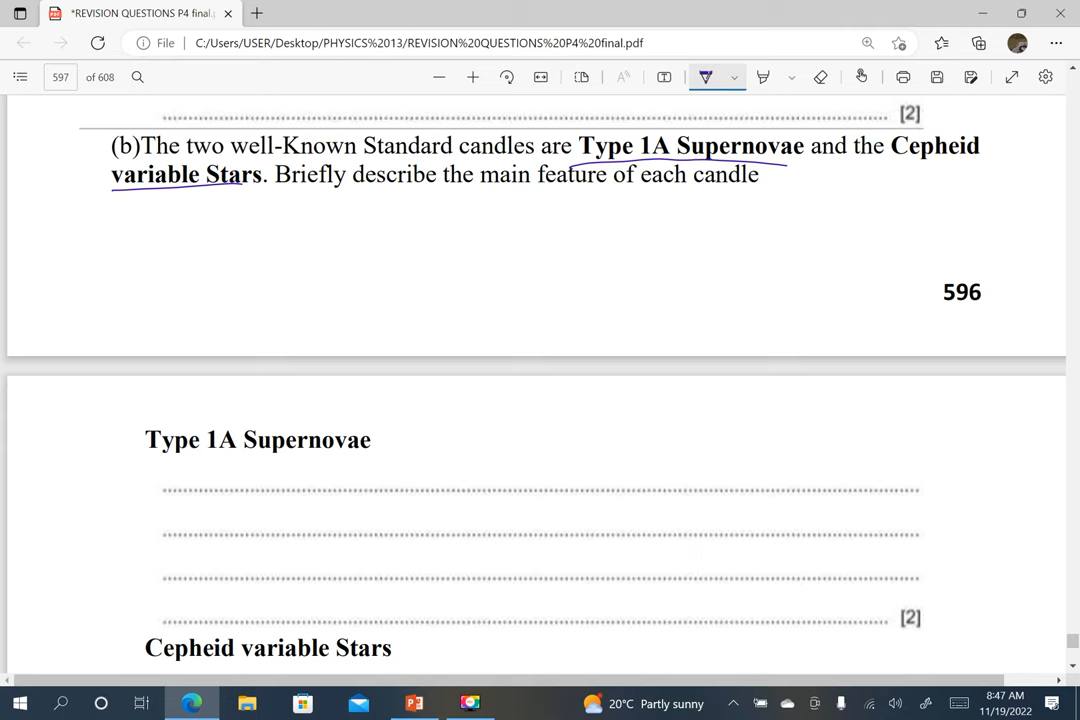 *REVISION QUESTIONS P4 final.
File C:/Users/USER/Desktop/PHYSICS%2013/REVISION%20QUESTIONS%20P4%20final.pdf
597 of 608
[2]
(b)The two well-Known Standard candles are Type 1A Supernovae and the Cepheid
variable Stars. Briefly describe the main feature of each candle
596
Type 1A Supernovae
[2]
Cepheid variable Stars
20°C Partly sunny
8:47 AM
11/19/2022